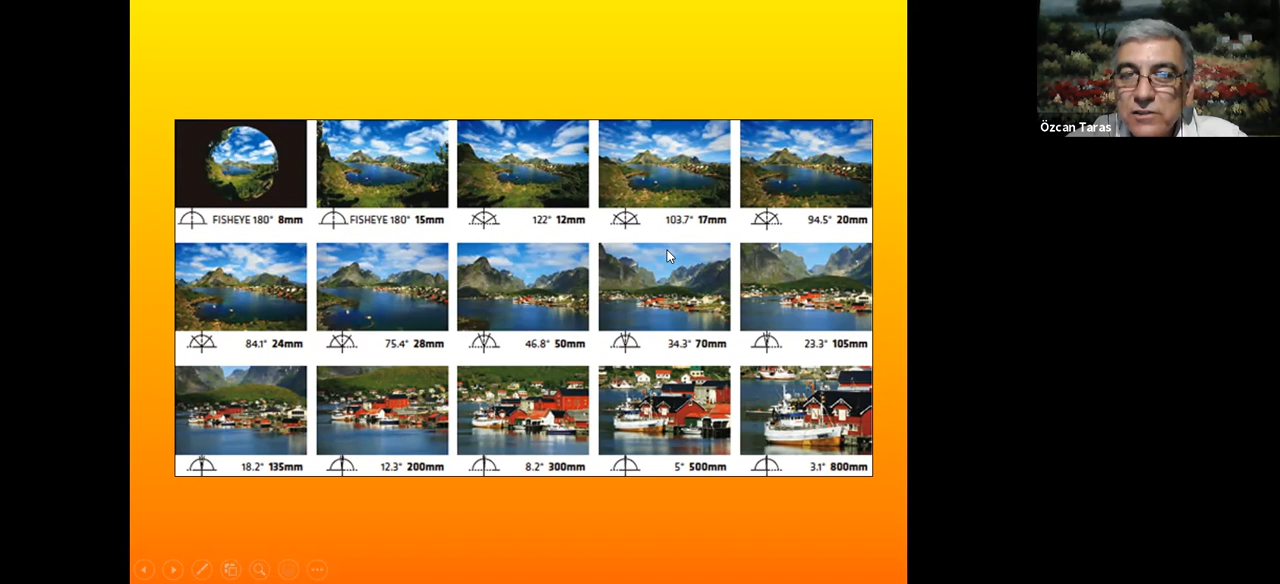 Özcan Taras
FISHEYE 180° 8mm
FISHEYE 180° 15mm
122° 12mm
103.7° 17mm
94.5° 20mm
84.1° 24mm
75.4° 28mm
46.8° 50mm
34.3° 70mm
23.3° 105mm
18.2° 135mm
12.3° 200mm
8.2° 300mm
5° 500mm
3.1° 800mm